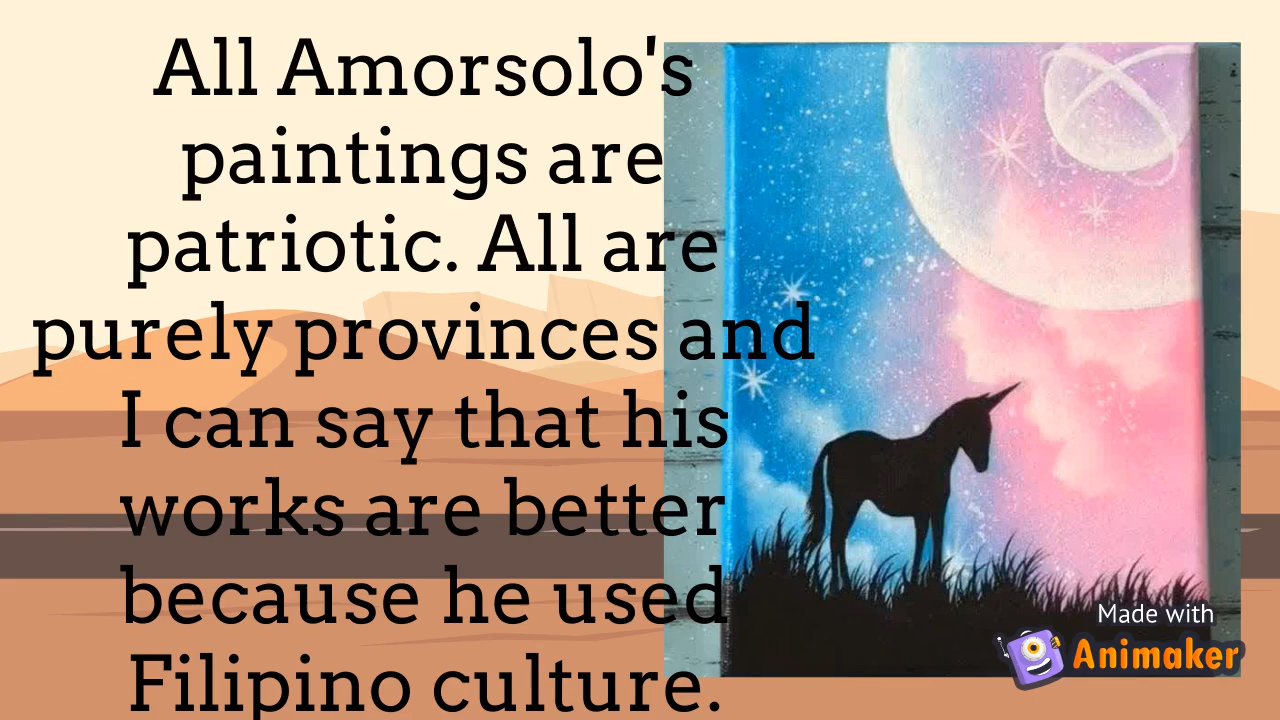 All Amorsolo's
paintings are
patriotic. All are
purely provinces and
I can say that his
works are better
because he used
Filipino culture.
Made with
Animaker